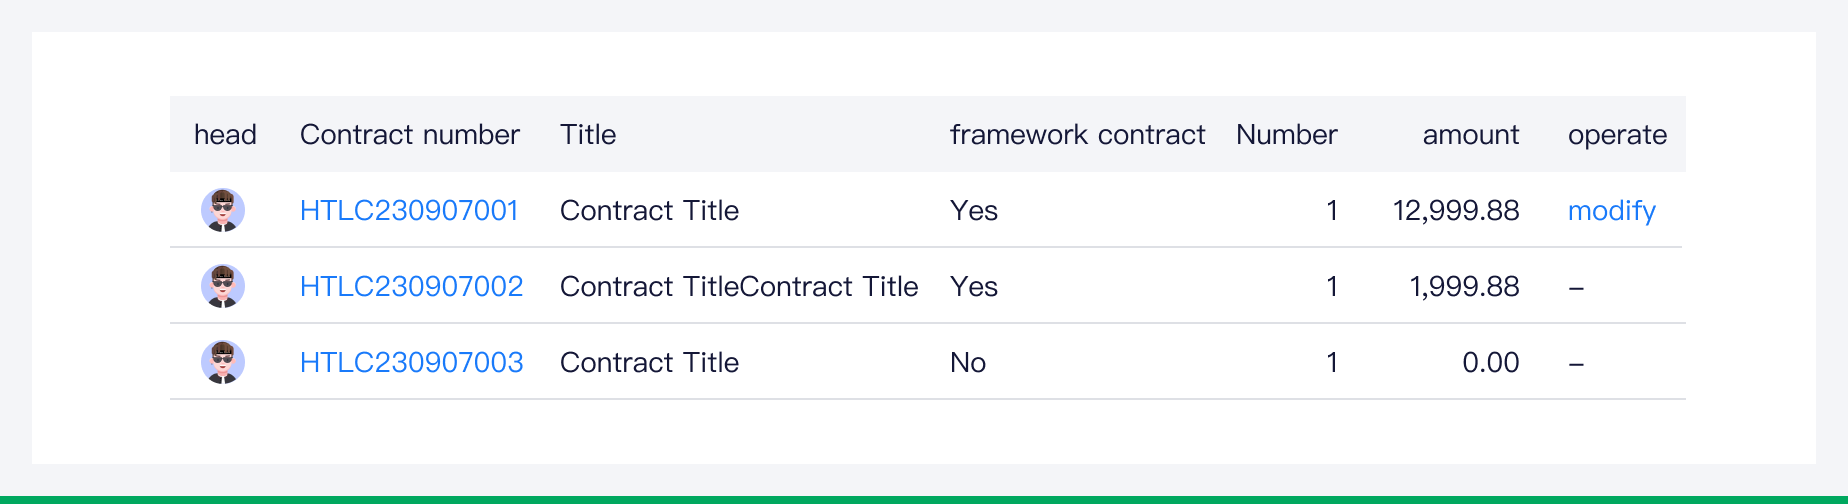 head Contract number Title framework contract Number amount operate
HTLC230907001 Contract Title Yes 1 12,999.88 modify
HTLC230907002 Contract TitleContract Title Yes 1 1,999.88 –
HTLC230907003 Contract Title No 1 0.00 –